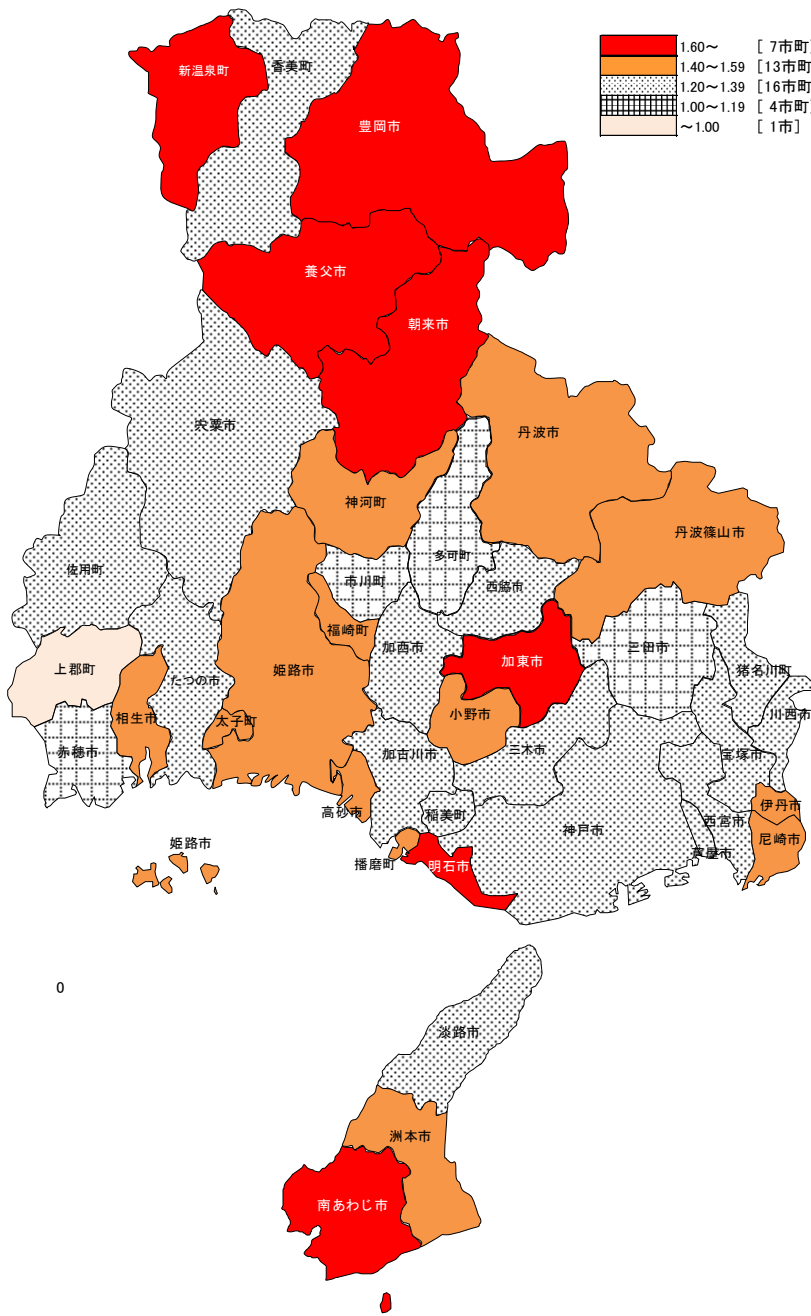 1.60～ [ 7市町]
1.40～1.59 [13市町]
1.20～1.39 [16市町]
1.00～1.19 [ 4市町]
～1.00 [ 1市]
新温泉町
香美町
豊岡市
養父市
朝来市
宍粟市
丹波市
神河町
丹波篠山市
多可町
佐用町
市川町
西脇市
福崎町
加西市
加東市
三田市
猪名川町
上郡町
たつの市
姫路市
川西市
相生市
太子町
小野市
赤穂市
加古川市
三木市
宝塚市
高砂市
稲美町
神戸市
西宮市
伊丹市
姫路市
尼崎市
芦屋市
播磨町
明石市
0
淡路市
洲本市
南あわじ市